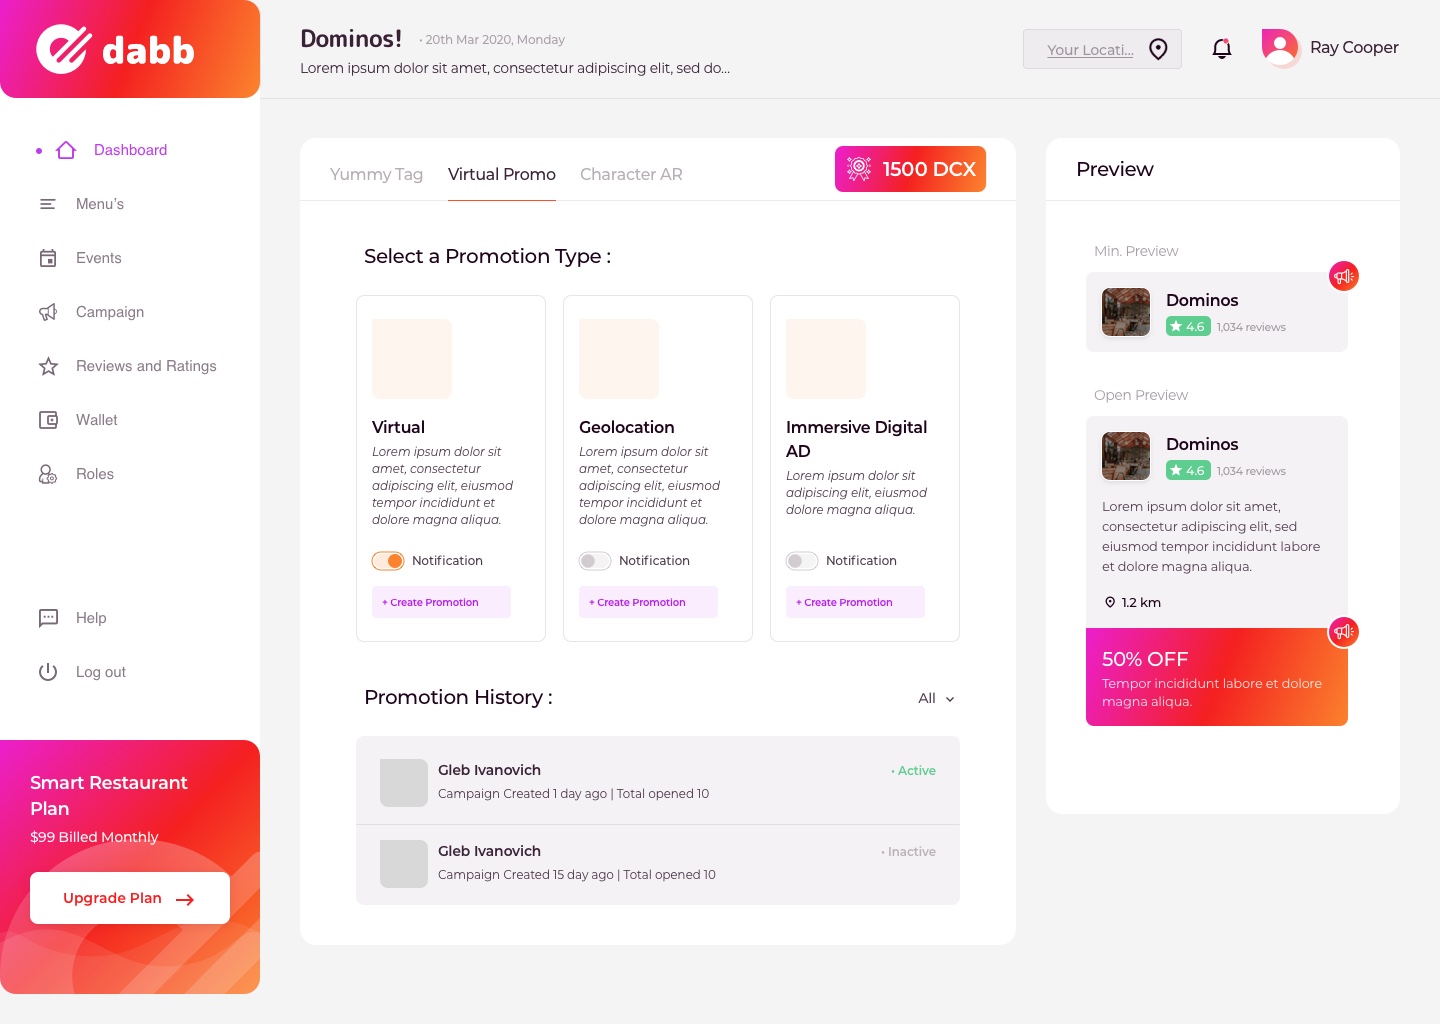 dabb
Dashboard
Menu's
Events
Campaign
Reviews and Ratings
Wallet
Roles
Help
Log out
Smart Restaurant
Plan
$99 Billed Monthly
Upgrade Plan
Dominos!
• 20th Mar 2020, Monday
Lorem ipsum dolor sit amet, consectetur adipiscing elit, sed do...
Your Locati...
Ray Cooper
Yummy Tag
Virtual Promo
Character AR
1500 DCX
Select a Promotion Type :
Virtual
Lorem ipsum dolor sit
amet, consectetur
adipiscing elit, eiusmod
tempor incididunt et
dolore magna aliqua.
Notification
+ Create Promotion
Geolocation
Lorem ipsum dolor sit
amet, consectetur
adipiscing elit, eiusmod
tempor incididunt et
dolore magna aliqua.
Notification
+ Create Promotion
Immersive Digital
AD
Lorem ipsum dolor sit
adipiscing elit, eiusmod
dolore magna aliqua.
Notification
+ Create Promotion
Promotion History :
All
Gleb Ivanovich
• Active
Campaign Created 1 day ago | Total opened 10
Gleb Ivanovich
• Inactive
Campaign Created 15 day ago | Total opened 10
Preview
Min. Preview
Dominos
4.6
1,034 reviews
Open Preview
Dominos
4.6
1,034 reviews
Lorem ipsum dolor sit amet,
consectetur adipiscing elit, sed
eiusmod tempor incididunt labore
et dolore magna aliqua.
1.2 km
50% OFF
Tempor incididunt labore et dolore
magna aliqua.